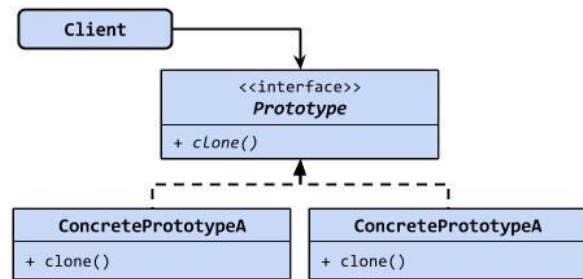 Client
<<interface>>
Prototype
+ clone()
ConcretePrototypeA
+ clone()
ConcretePrototypeA
+ clone()